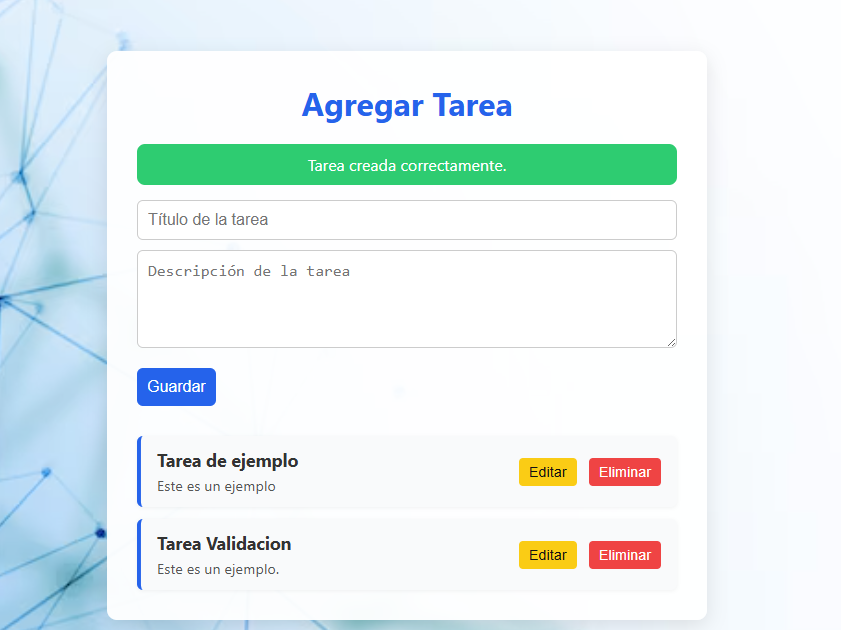 Agregar Tarea
Tarea creada correctamente.
Título de la tarea
Descripción de la tarea
Guardar
Tarea de ejemplo
Este es un ejemplo
Editar Eliminar
Tarea Validacion
Este es un ejemplo.
Editar Eliminar